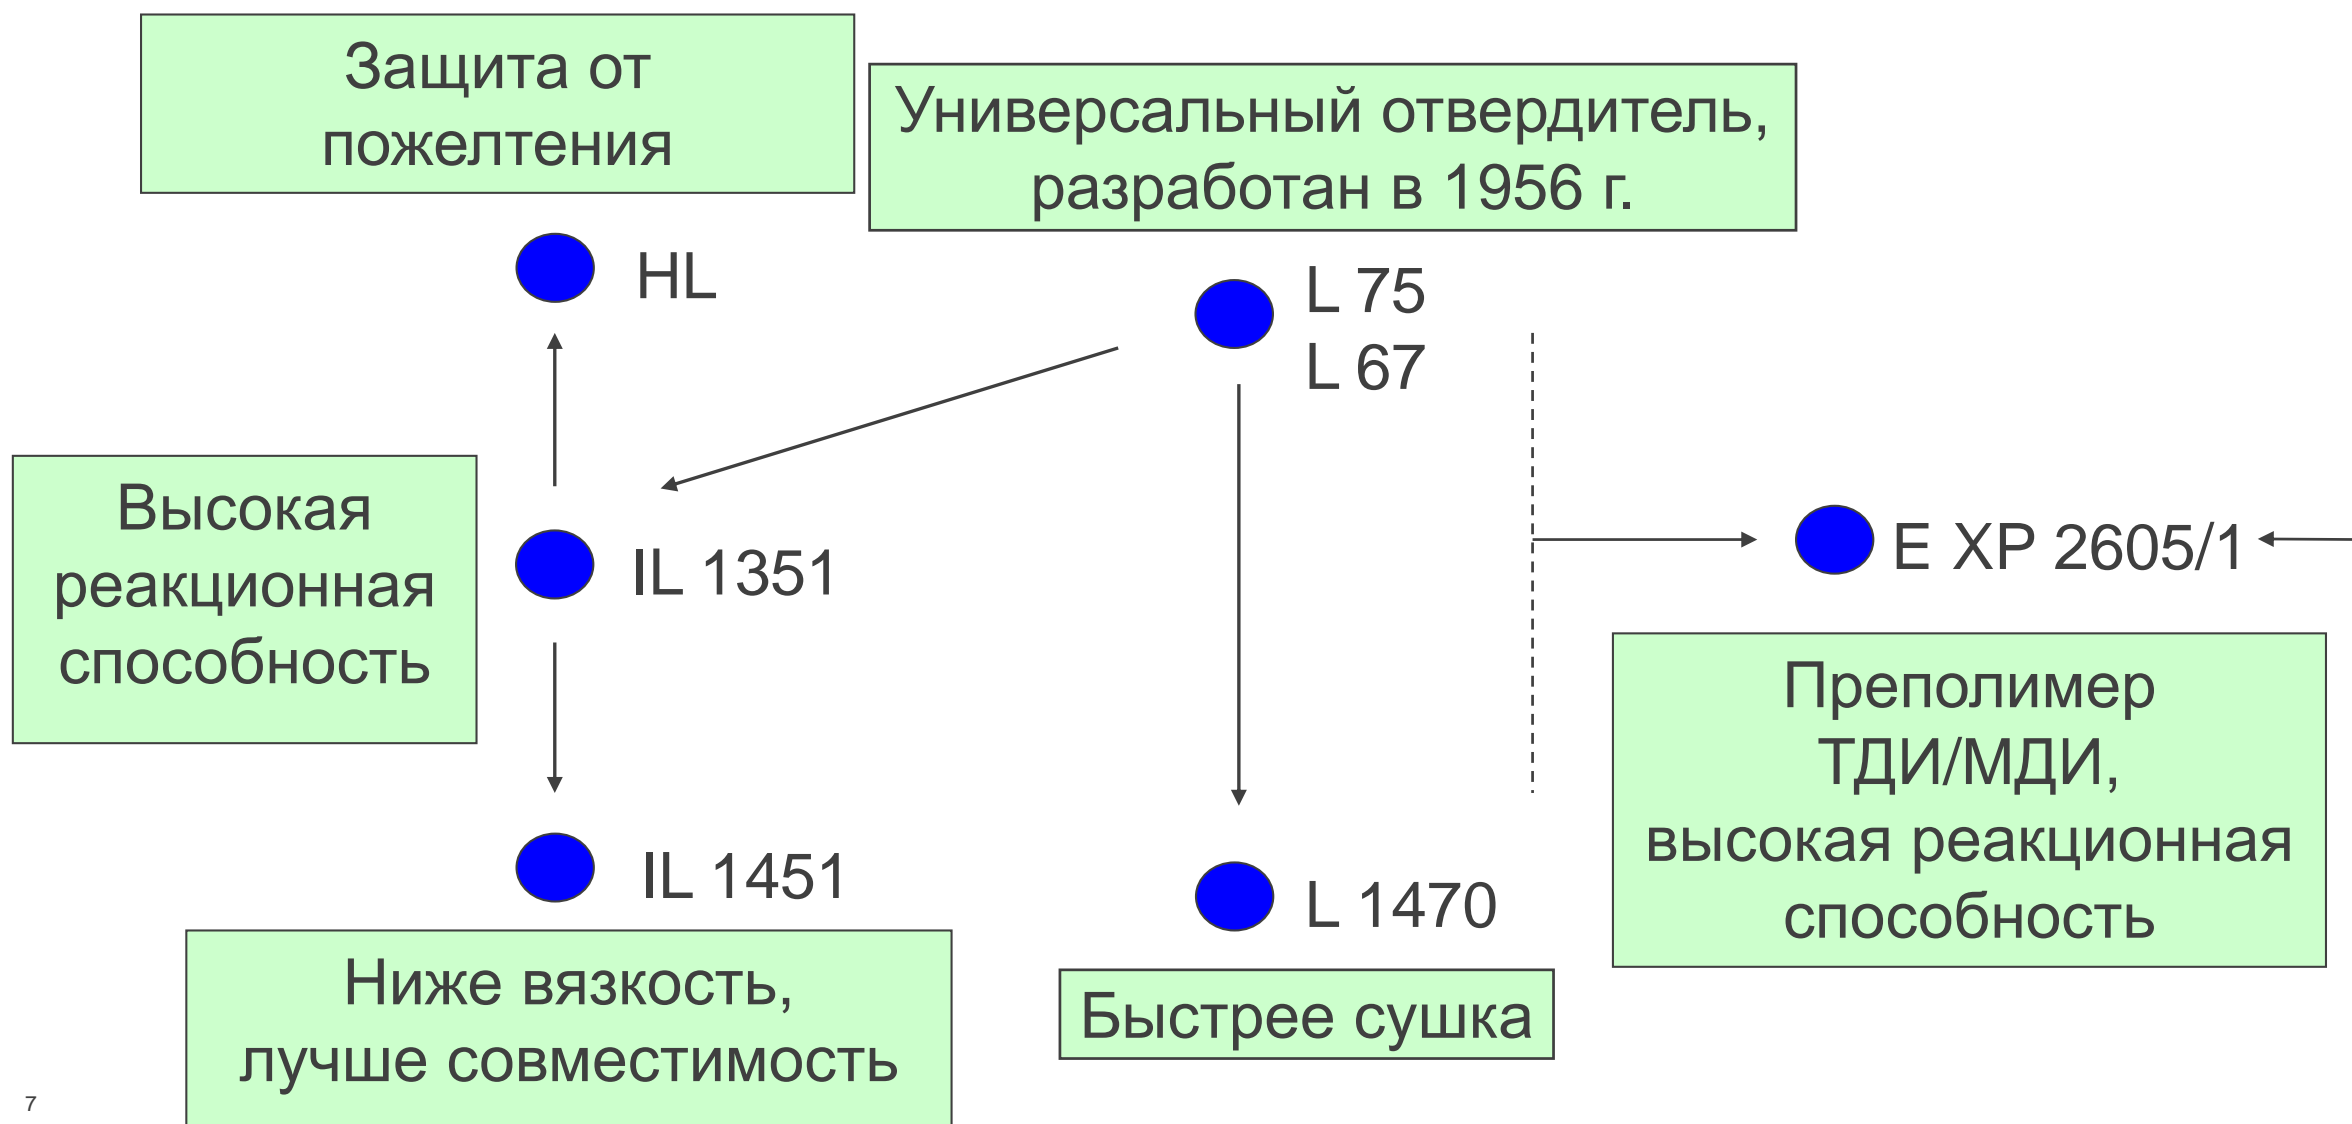 Защита от
пожелтения
Универсальный отвердитель,
разработан в 1956 г.
HL
L 75
L 67
Высокая
реакционная
способность
IL 1351
E XP 2605/1
Преполимер
ТДИ/МДИ,
высокая реакционная
способность
IL 1451
L 1470
Ниже вязкость,
лучше совместимость
Быстрее сушка
7